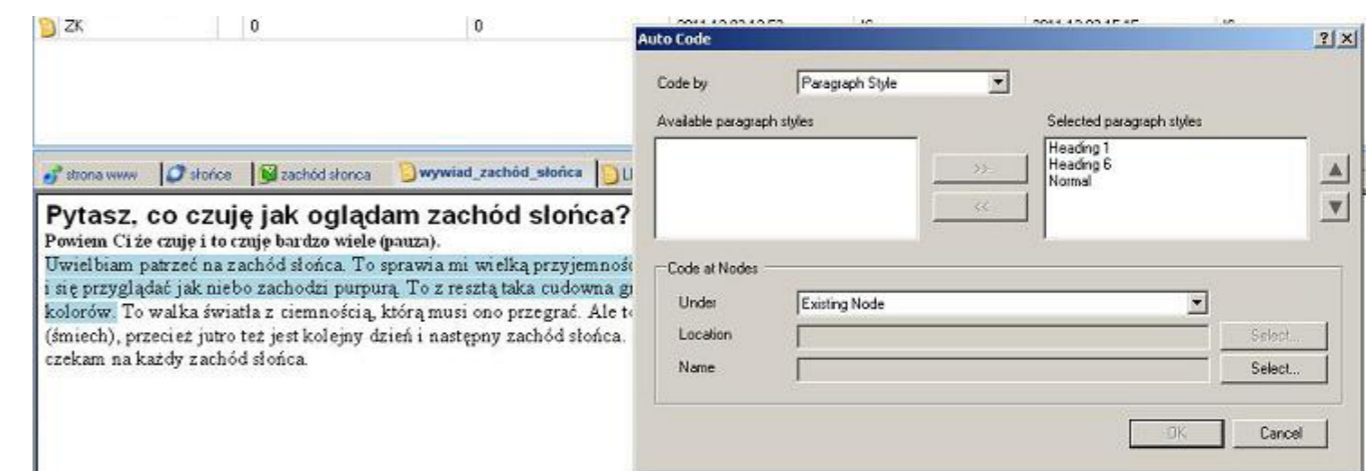 ZK 0 0
Auto Code
Code by Paragraph Style
Available paragraph styles Selected paragraph styles
Heading 1
Heading 6
Normal
>>
<<
strona www słońce zachód słonca wywiad_zachód_słońca
Pytasz, co czuję jak oglądam zachód słońca?
Powiem Ci że czuję i to czuję bardzo wiele (pauza).
Uwielbiam patrzeć na zachód słońca. To sprawia mi wielką przyjemnoś
i się przyglądać jak niebo zachodzi purpurą. To z resztą taka cudowna
kolorów. To walka światła z ciemnością, którą musi ono przegrać. Ale
(śmiech), przecież jutro też jest kolejny dzień i następny zachód słońca.
czekam na każdy zachód słońca.
Code at Nodes
Under Existing Node
Location Select...
Name Select...
OK Cancel